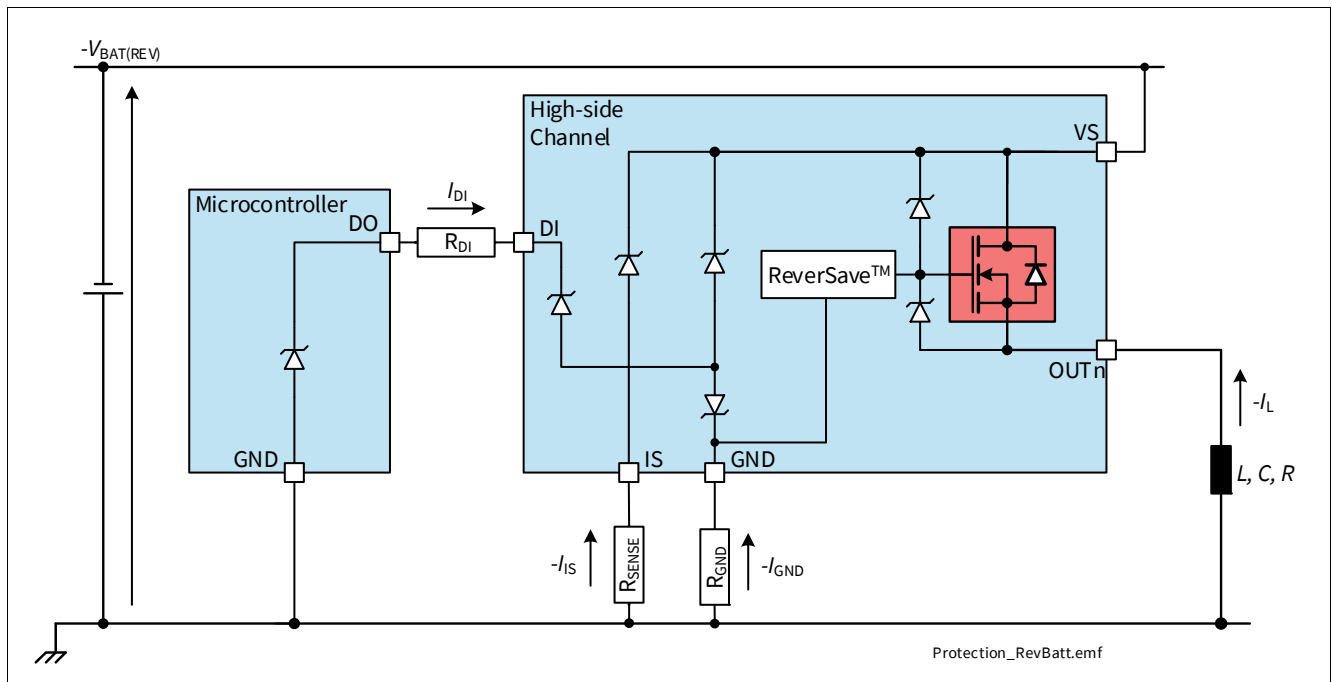 -VBAT(REV)
High-side
Channel
VS
Microcontroller
DO
IDI
RDI
DI
ReverSave™
OUTn
-IL
GND
IS
GND
L, C, R
-IIS
RSENSE
RGND
-IGND
Protection_RevBatt.emf